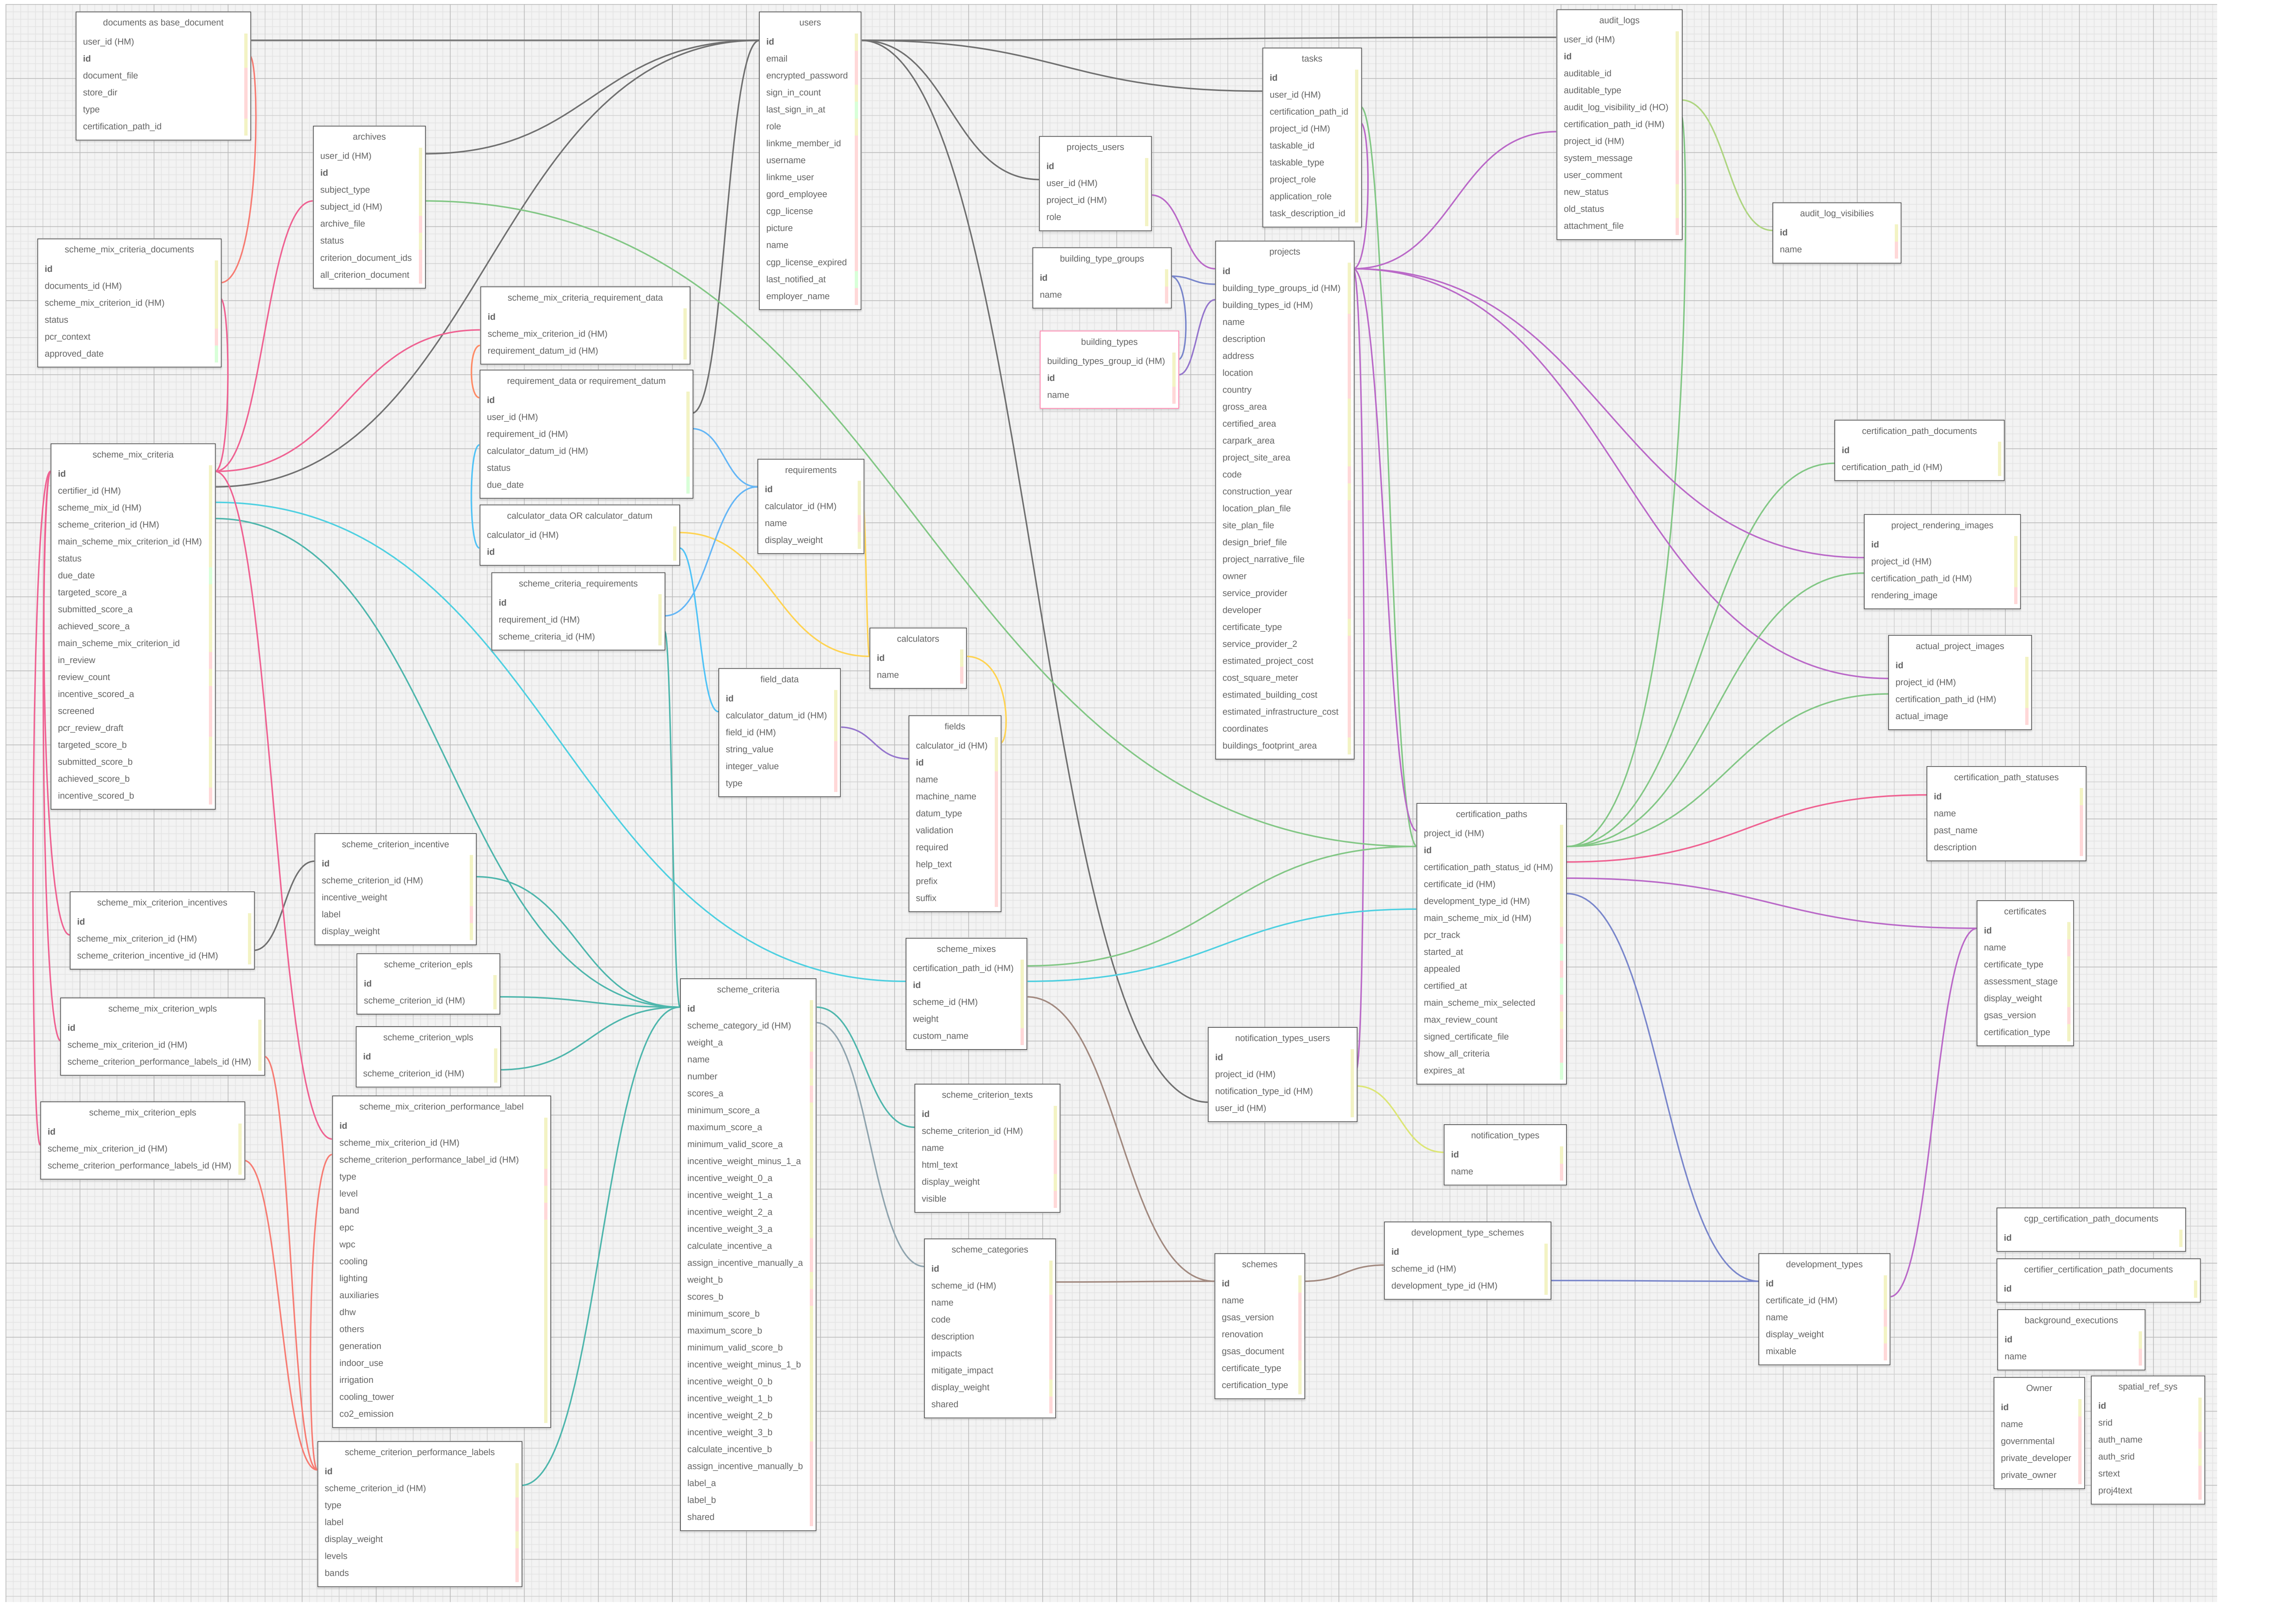 documents as base_document
user_id (HM)
id
document_file
store_dir
type
certification_path_id
users
id
email
encrypted_password
sign_in_count
last_sign_in_at
role
linkme_member_id
username
linkme_user
gord_employee
cgp_license
picture
name
cgp_license_expired
last_notified_at
employer_name
audit_logs
user_id (HM)
id
auditable_id
auditable_type
audit_log_visibility_id (HO)
certification_path_id (HM)
project_id (HM)
system_message
user_comment
new_status
old_status
attachment_file
tasks
id
user_id (HM)
certification_path_id
project_id (HM)
taskable_id
taskable_type
project_role
application_role
task_description_id
archives
user_id (HM)
id
subject_type
subject_id (HM)
archive_file
status
criterion_document_ids
all_criterion_document
projects_users
id
user_id (HM)
project_id (HM)
role
audit_log_visibilies
id
name
scheme_mix_criteria_documents
id
documents_id (HM)
scheme_mix_criterion_id (HM)
status
pcr_context
approved_date
building_type_groups
id
name
projects
id
building_type_groups_id (HM)
building_types_id (HM)
name
description
address
location
country
gross_area
certified_area
carpark_area
project_site_area
code
construction_year
location_plan_file
site_plan_file
design_brief_file
project_narrative_file
owner
service_provider
developer
certificate_type
service_provider_2
estimated_project_cost
cost_square_meter
estimated_building_cost
estimated_infrastructure_cost
coordinates
buildings_footprint_area
scheme_mix_criteria_requirement_data
id
scheme_mix_criterion_id (HM)
requirement_datum_id (HM)
building_types
building_types_group_id (HM)
id
name
requirement_data or requirement_datum
id
user_id (HM)
requirement_id (HM)
calculator_datum_id (HM)
status
due_date
certification_path_documents
id
certification_path_id (HM)
scheme_mix_criteria
id
certifier_id (HM)
scheme_mix_id (HM)
scheme_criterion_id (HM)
main_scheme_mix_criterion_id (HM)
status
due_date
targeted_score_a
submitted_score_a
achieved_score_a
main_scheme_mix_criterion_id
in_review
review_count
incentive_scored_a
screened
pcr_review_draft
targeted_score_b
submitted_score_b
achieved_score_b
incentive_scored_b
requirements
id
calculator_id (HM)
name
display_weight
calculator_data OR calculator_datum
calculator_id (HM)
id
project_rendering_images
id
project_id (HM)
certification_path_id (HM)
rendering_image
scheme_criteria_requirements
id
requirement_id (HM)
scheme_criteria_id (HM)
calculators
id
name
actual_project_images
id
project_id (HM)
certification_path_id (HM)
actual_image
field_data
id
calculator_datum_id (HM)
field_id (HM)
string_value
integer_value
type
fields
calculator_id (HM)
id
name
machine_name
datum_type
validation
required
help_text
prefix
suffix
certification_path_statuses
id
name
past_name
description
certification_paths
project_id (HM)
id
certification_path_status_id (HM)
certificate_id (HM)
development_type_id (HM)
main_scheme_mix_id (HM)
pcr_track
started_at
appealed
certified_at
main_scheme_mix_selected
max_review_count
signed_certificate_file
show_all_criteria
expires_at
scheme_criterion_incentive
id
scheme_criterion_id (HM)
incentive_weight
label
display_weight
scheme_mix_criterion_incentives
id
scheme_mix_criterion_id (HM)
scheme_criterion_incentive_id (HM)
certificates
id
name
certificate_type
assessment_stage
display_weight
gsas_version
certification_type
scheme_mixes
certification_path_id (HM)
id
scheme_id (HM)
weight
custom_name
scheme_criterion_epls
id
scheme_criterion_id (HM)
scheme_criteria
id
scheme_category_id (HM)
weight_a
name
number
scores_a
minimum_score_a
maximum_score_a
minimum_valid_score_a
incentive_weight_minus_1_a
incentive_weight_0_a
incentive_weight_1_a
incentive_weight_2_a
incentive_weight_3_a
calculate_incentive_a
assign_incentive_manually_a
weight_b
scores_b
minimum_score_b
maximum_score_b
minimum_valid_score_b
incentive_weight_minus_1_b
incentive_weight_0_b
incentive_weight_1_b
incentive_weight_2_b
incentive_weight_3_b
calculate_incentive_b
assign_incentive_manually_b
label_a
label_b
shared
scheme_mix_criterion_wpls
id
scheme_mix_criterion_id (HM)
scheme_criterion_performance_labels_id (HM)
scheme_criterion_wpls
id
scheme_criterion_id (HM)
notification_types_users
id
project_id (HM)
notification_type_id (HM)
user_id (HM)
scheme_criterion_texts
id
scheme_criterion_id (HM)
name
html_text
display_weight
visible
scheme_mix_criterion_epls
id
scheme_mix_criterion_id (HM)
scheme_criterion_performance_labels_id (HM)
scheme_mix_criterion_performance_label
id
scheme_mix_criterion_id (HM)
scheme_criterion_performance_label_id (HM)
type
level
band
epc
wpc
cooling
lighting
auxiliaries
dhw
others
generation
indoor_use
irrigation
cooling_tower
co2_emission
notification_types
id
name
cgp_certification_path_documents
id
development_type_schemes
id
scheme_id (HM)
development_type_id (HM)
scheme_categories
id
scheme_id (HM)
name
code
description
impacts
mitigate_impact
display_weight
shared
schemes
id
name
gsas_version
renovation
gsas_document
certificate_type
certification_type
development_types
id
certificate_id (HM)
name
display_weight
mixable
certifier_certification_path_documents
id
background_executions
id
name
Owner
id
name
governmental
private_developer
private_owner
spatial_ref_sys
id
srid
auth_name
auth_srid
srtext
proj4text
scheme_criterion_performance_labels
id
scheme_criterion_id (HM)
type
label
display_weight
levels
bands